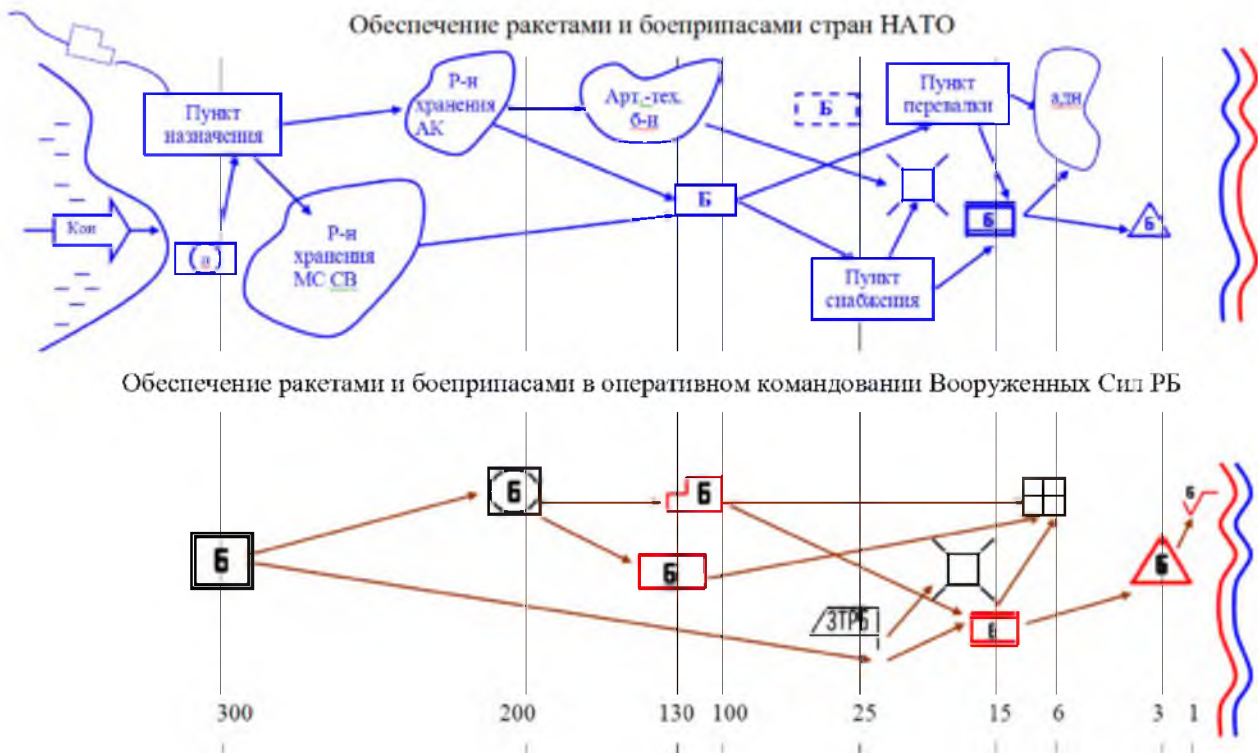 Обеспечение ракетами и боеприпасами стран НАТО
Пункт
назначения
Р-н
хранения
АК
Арт.-тех.
б-н
Б
Пункт
перевалки
адн
Б
Б
Б
Кон
а
Р-н
хранения
МС СВ
Пункт
снабжения
Обеспечение ракетами и боеприпасами в оперативном командовании Вооруженных Сил РБ
Б
Б
Б
Б
Б
Б
ЗТРБ
300
200
130
100
25
15
6
3
1